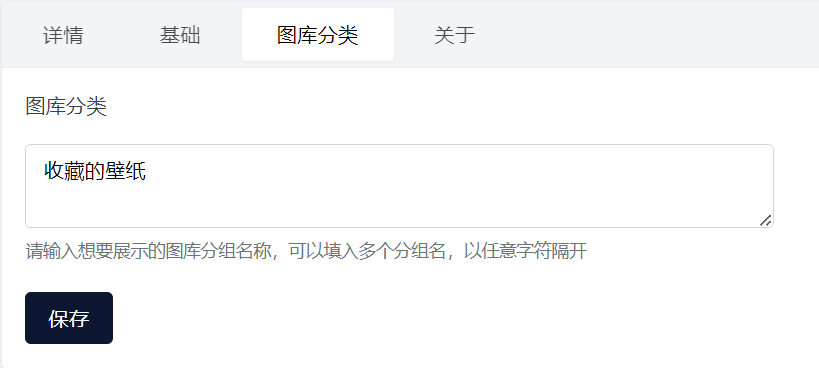 详情 基础 图库分类 关于
图库分类
收藏的壁纸
请输入想要展示的图库分组名称，可以填入多个分组名，以任意字符隔开
保存